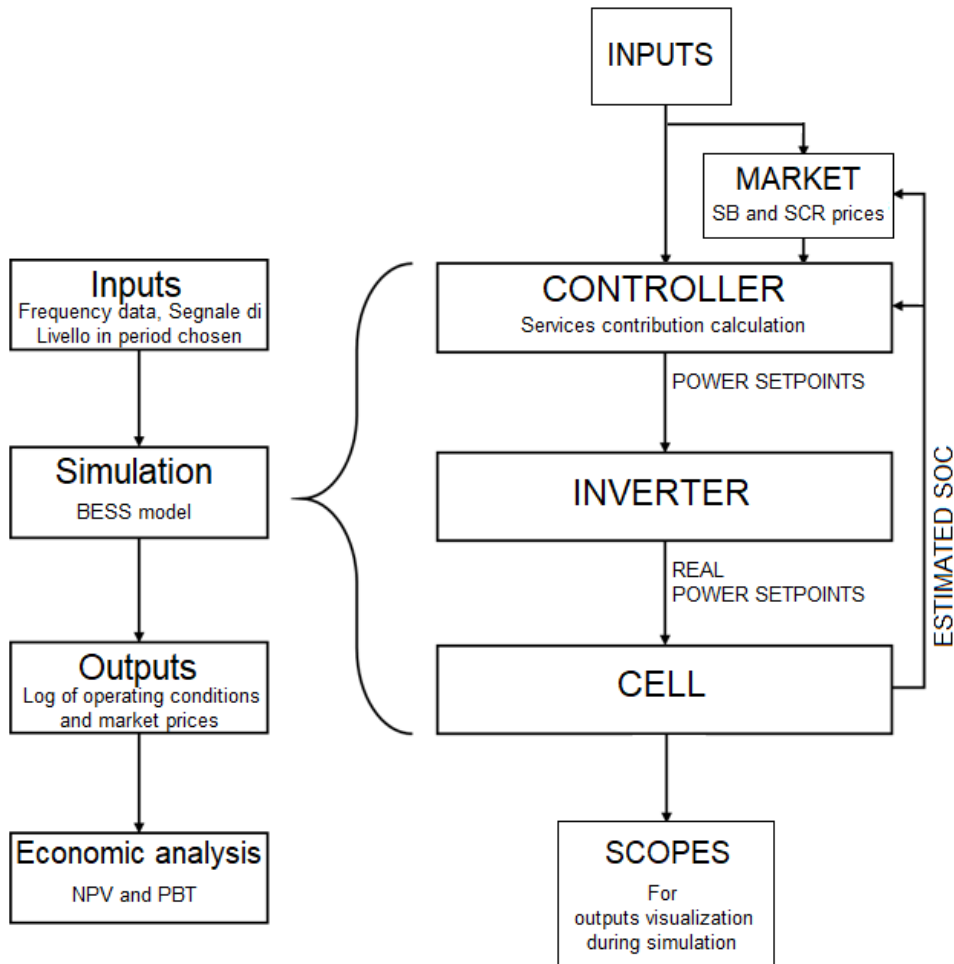 Inputs
Frequency data, Segnale di
Livello in period chosen
Simulation
BESS model
Outputs
Log of operating conditions
and market prices
Economic analysis
NPV and PBT
INPUTS
MARKET
SB and SCR prices
CONTROLLER
Services contribution calculation
POWER SETPOINTS
INVERTER
REAL
POWER SETPOINTS
CELL
ESTIMATED SOC
SCOPES
For
outputs visualization
during simulation